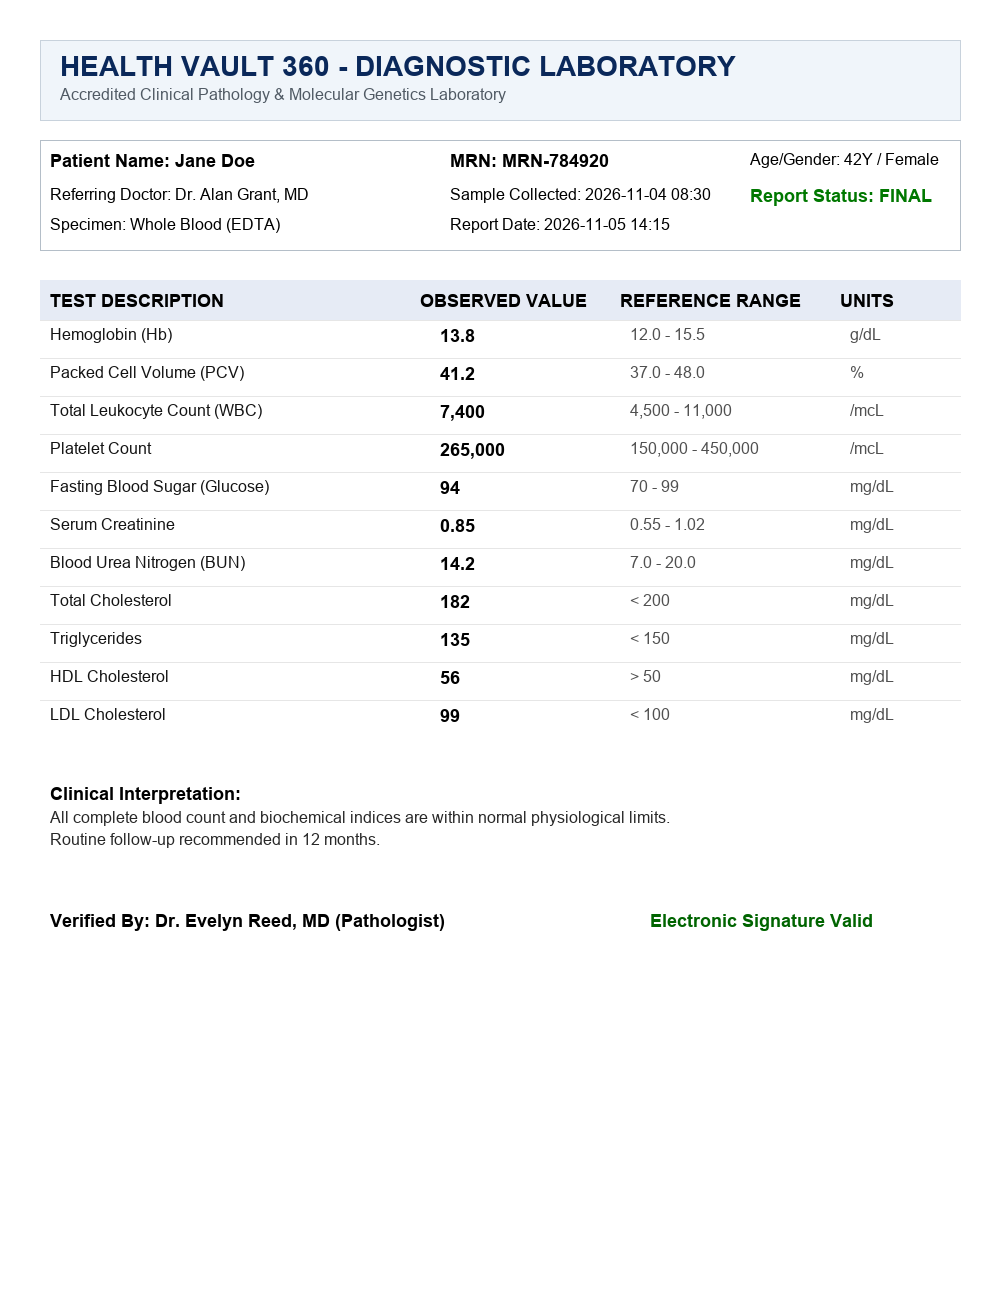 HEALTH VAULT 360 - DIAGNOSTIC LABORATORY
Accredited Clinical Pathology & Molecular Genetics Laboratory
Patient Name: Jane Doe MRN: MRN-784920 Age/Gender: 42Y / Female
Referring Doctor: Dr. Alan Grant, MD Sample Collected: 2026-11-04 08:30 Report Status: FINAL
Specimen: Whole Blood (EDTA) Report Date: 2026-11-05 14:15
TEST DESCRIPTION OBSERVED VALUE REFERENCE RANGE UNITS
Hemoglobin (Hb) 13.8 12.0 - 15.5 g/dL
Packed Cell Volume (PCV) 41.2 37.0 - 48.0 %
Total Leukocyte Count (WBC) 7,400 4,500 - 11,000 /mcL
Platelet Count 265,000 150,000 - 450,000 /mcL
Fasting Blood Sugar (Glucose) 94 70 - 99 mg/dL
Serum Creatinine 0.85 0.55 - 1.02 mg/dL
Blood Urea Nitrogen (BUN) 14.2 7.0 - 20.0 mg/dL
Total Cholesterol 182 < 200 mg/dL
Triglycerides 135 < 150 mg/dL
HDL Cholesterol 56 > 50 mg/dL
LDL Cholesterol 99 < 100 mg/dL
Clinical Interpretation:
All complete blood count and biochemical indices are within normal physiological limits.
Routine follow-up recommended in 12 months.
Verified By: Dr. Evelyn Reed, MD (Pathologist) Electronic Signature Valid